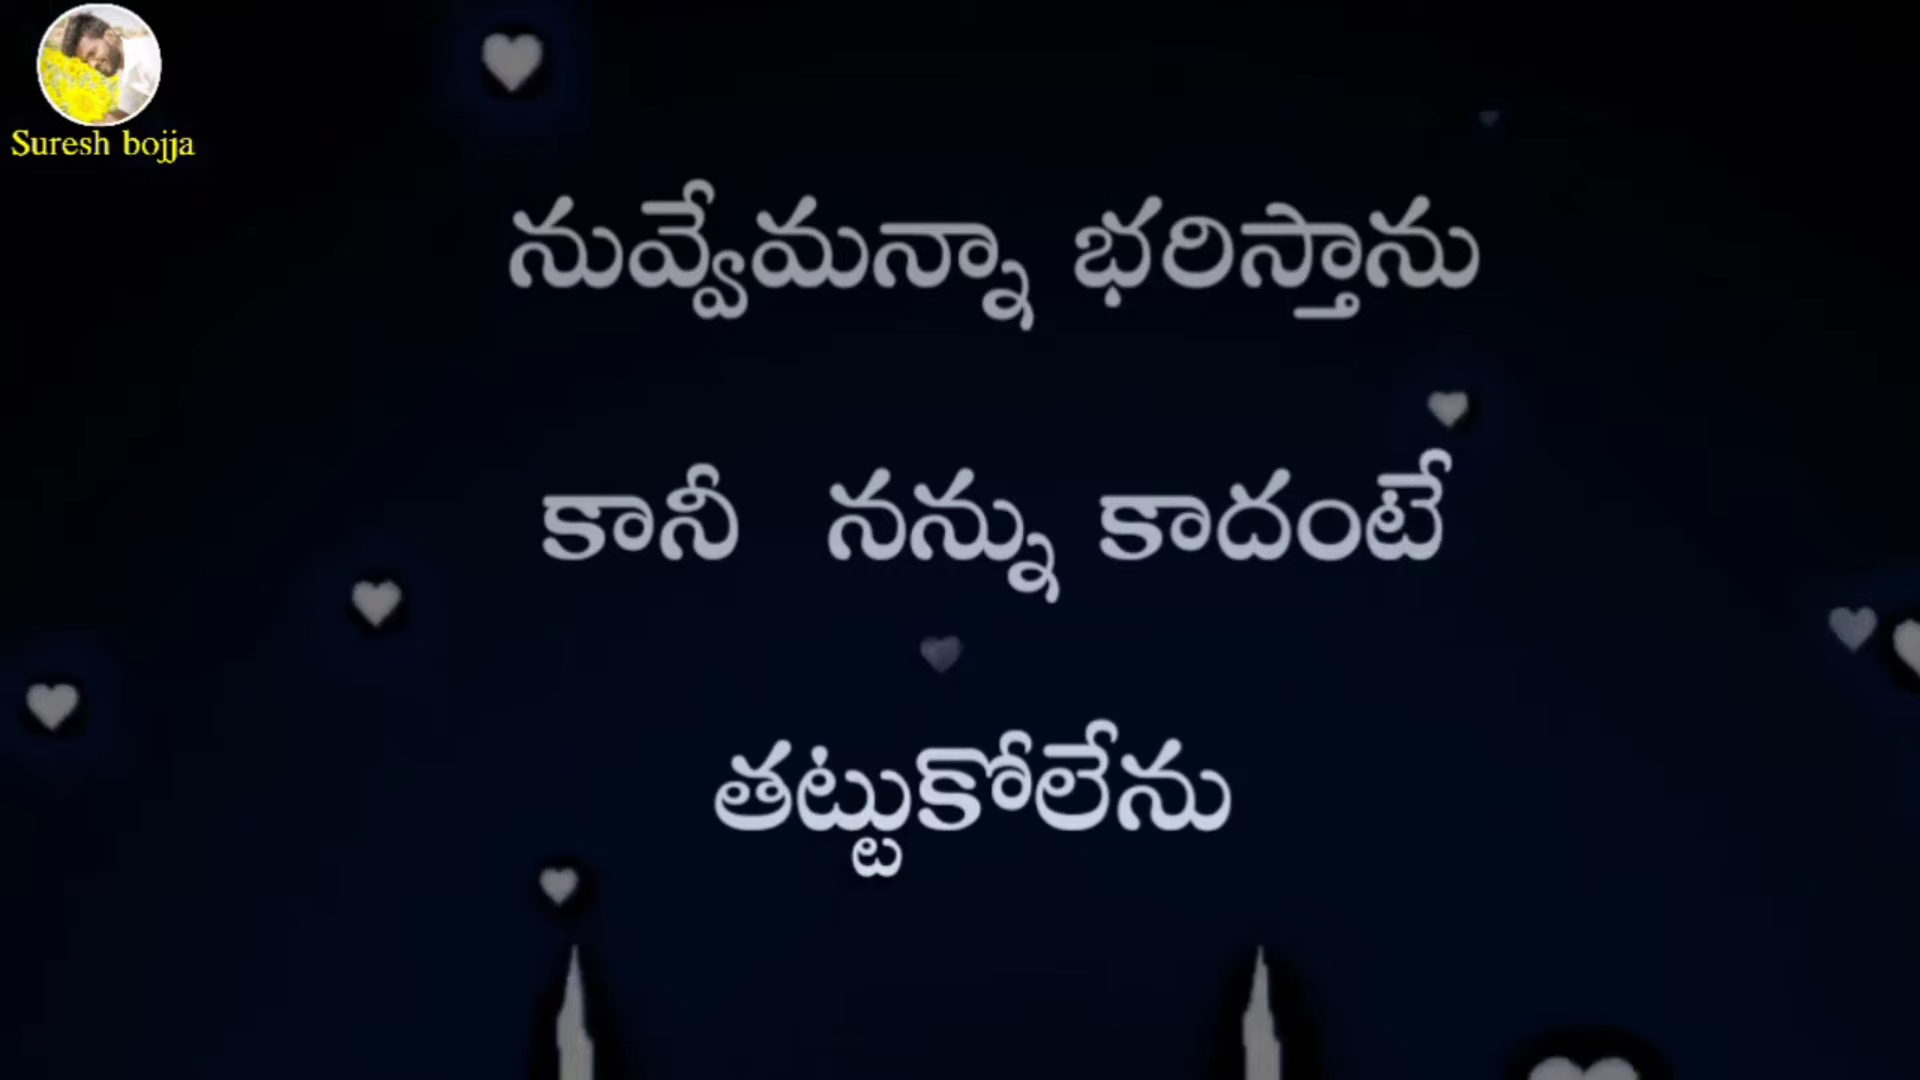 Suresh bojja
నువ్వేమన్నా భరిస్తాను
కానీ నన్ను కాదంటే
తట్టుకోలేను